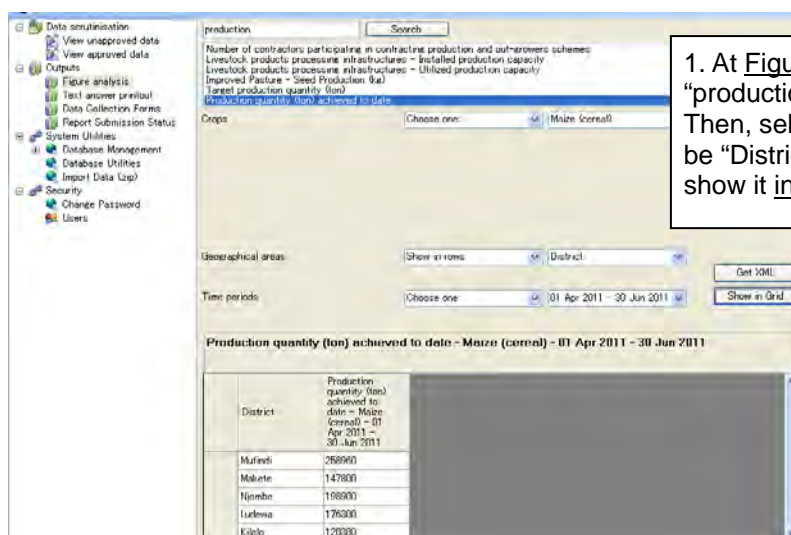 Data scrutinisation
View unapproved data
View approved data
Outputs
Figure analysis
Text answer printout
Data Collection Forms
Report Submission Status
System Utilities
Database Management
Database Utilities
Import Data (zip)
Security
Change Password
Users
production
Search
Number of contractors participating in contracting production and out-growers schemes
Livestock products processing infrastructures - Installed production capacity
Livestock products processing infrastructures - Utilized production capacity
Improved Pasture - Seed Production (kg)
Target production quantity (ton)
Production quantity (ton) achieved to date
Crops
Choose one:
Maize (cereal)
Geographical areas
Show in rows
District
Time periods
Choose one
01 Apr 2011 - 30 Jun 2011
Get XML
Show in Grid
1. At Figu
"productio
Then, sel
be "Distri
show it in
Production quantity (ton) achieved to date - Maize (cereal) - 01 Apr 2011 - 30 Jun 2011
District
Production
quantity (ton)
achieved to
date - Maize
(cereal) - 01
Apr 2011 -
30 Jun 2011
Mufindi 258960
Makete 147800
Njombe 198900
Ludewa 176300
Kilolo